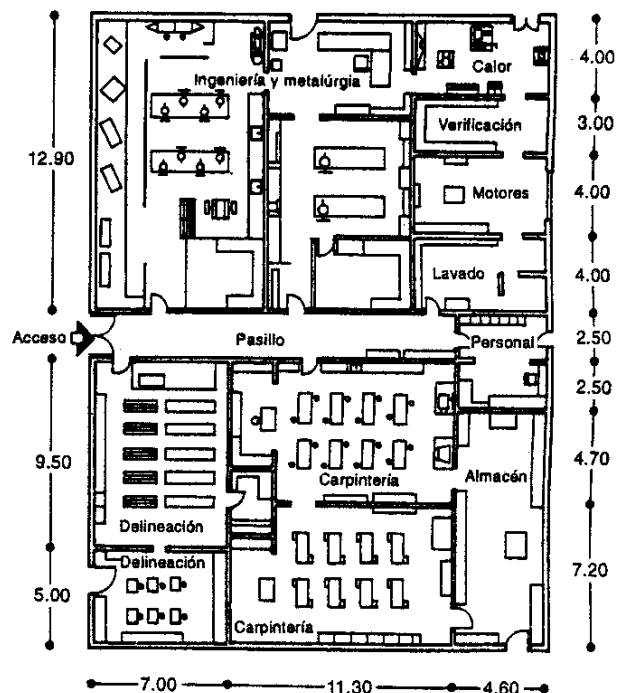 4.00
Calor
Ingeniería y metalúrgia
Verificación
3.00
12.90
Motores
4.00
Lavado
4.00
Acceso
Pasillo
Personal
2.50
2.50
Carpintería
Almacén
4.70
9.50
Delineación
Delineación
7.20
5.00
Carpintería
7.00
11.30
4.60